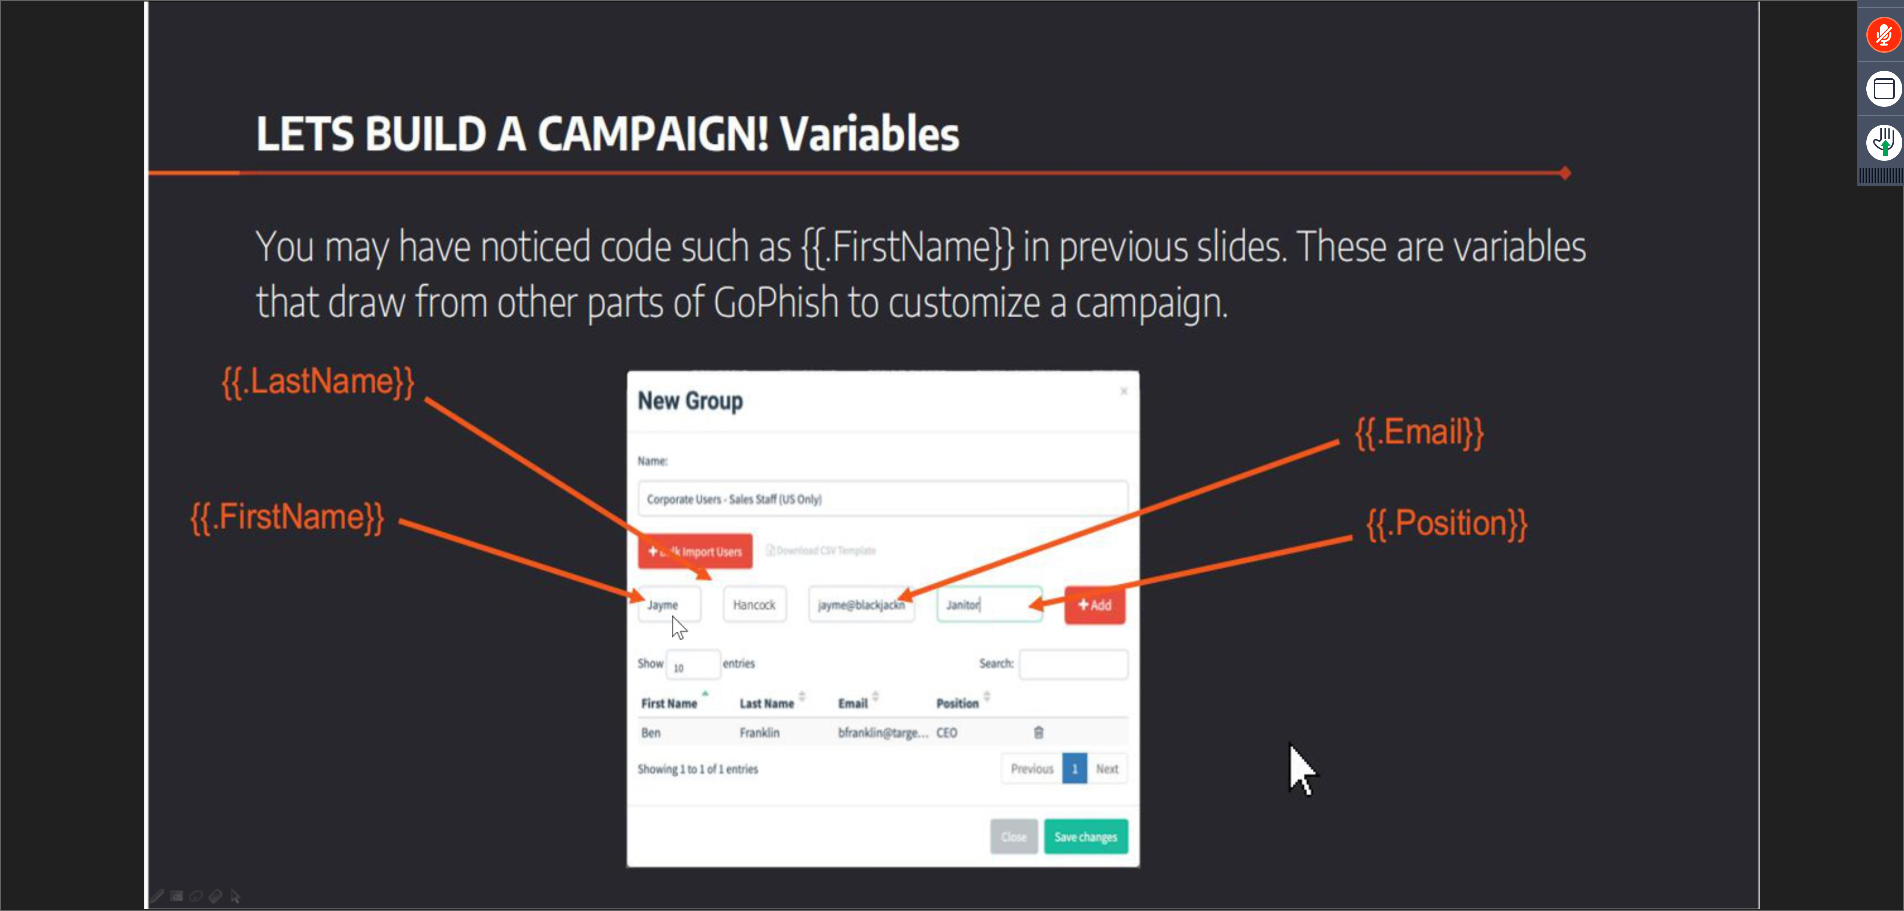 LETS BUILD A CAMPAIGN! Variables
You may have noticed code such as {{.FirstName}} in previous slides. These are variables
that draw from other parts of GoPhish to customize a campaign.
{{.LastName}}
{{.FirstName}}
{{.Email}}
{{.Position}}
New Group
×
Name:
Corporate Users - Sales Staff (US Only)
Import Users
Download CSV Template
Jayme
Hancock
jayme@blackjackn
Janitor
+ Add
Show 10 entries
Search:
First Name Last Name Email Position
Ben Franklin bfranklin@targe... CEO
Showing 1 to 1 of 1 entries
Previous 1 Next
Close Save changes